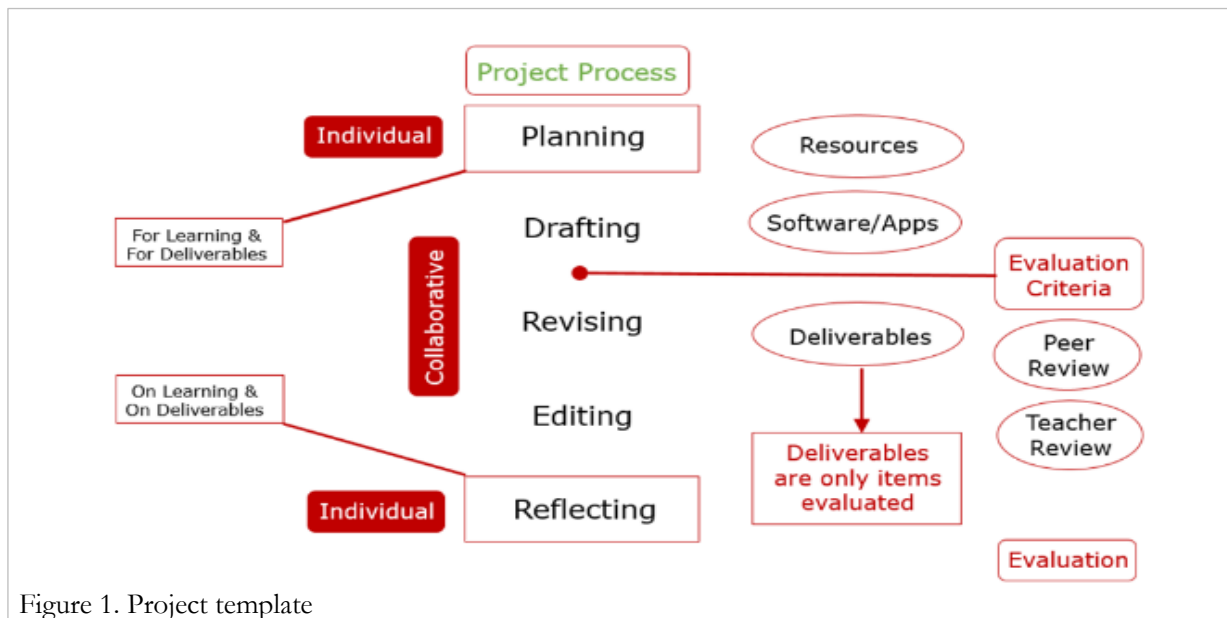 Project Process
Individual
Planning
Resources
For Learning &
For Deliverables
Drafting
Software/Apps
Evaluation
Criteria
Collaborative
Revising
Deliverables
Peer
Review
On Learning &
On Deliverables
Editing
Teacher
Review
Deliverables
are only items
evaluated
Individual
Reflecting
Evaluation
Figure 1. Project template